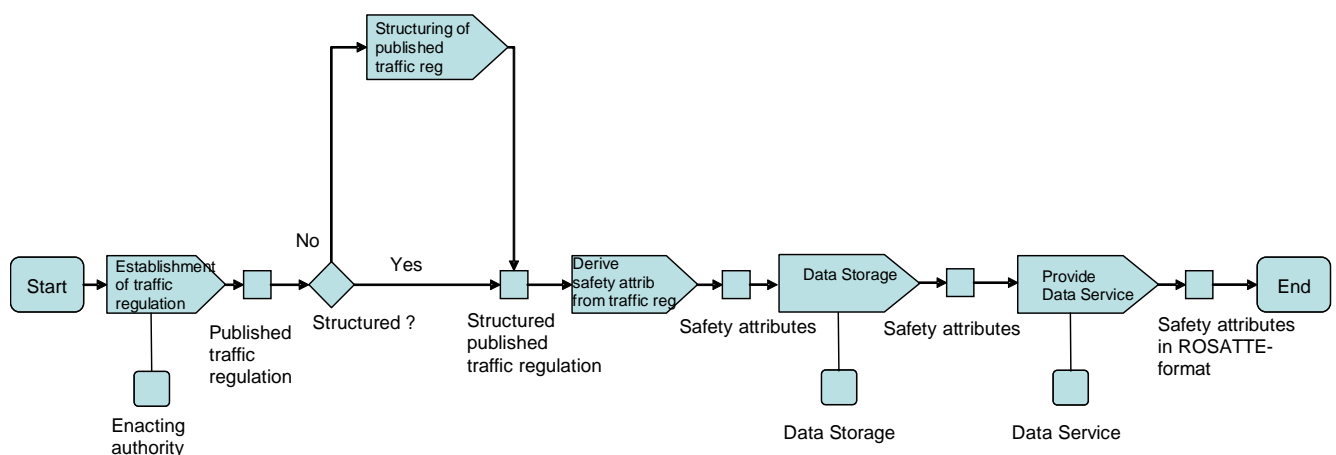 Structuring of
published
traffic reg
No
Yes
Start
Establishment
of traffic
regulation
Structured ?
Published
traffic
regulation
Structured
published
traffic regulation
Derive
safety attrib
from traffic reg
Safety attributes
Data Storage
Safety attributes
Provide
Data Service
Safety attributes
in ROSATTE-
format
End
Enacting
authority
Data Storage
Data Service